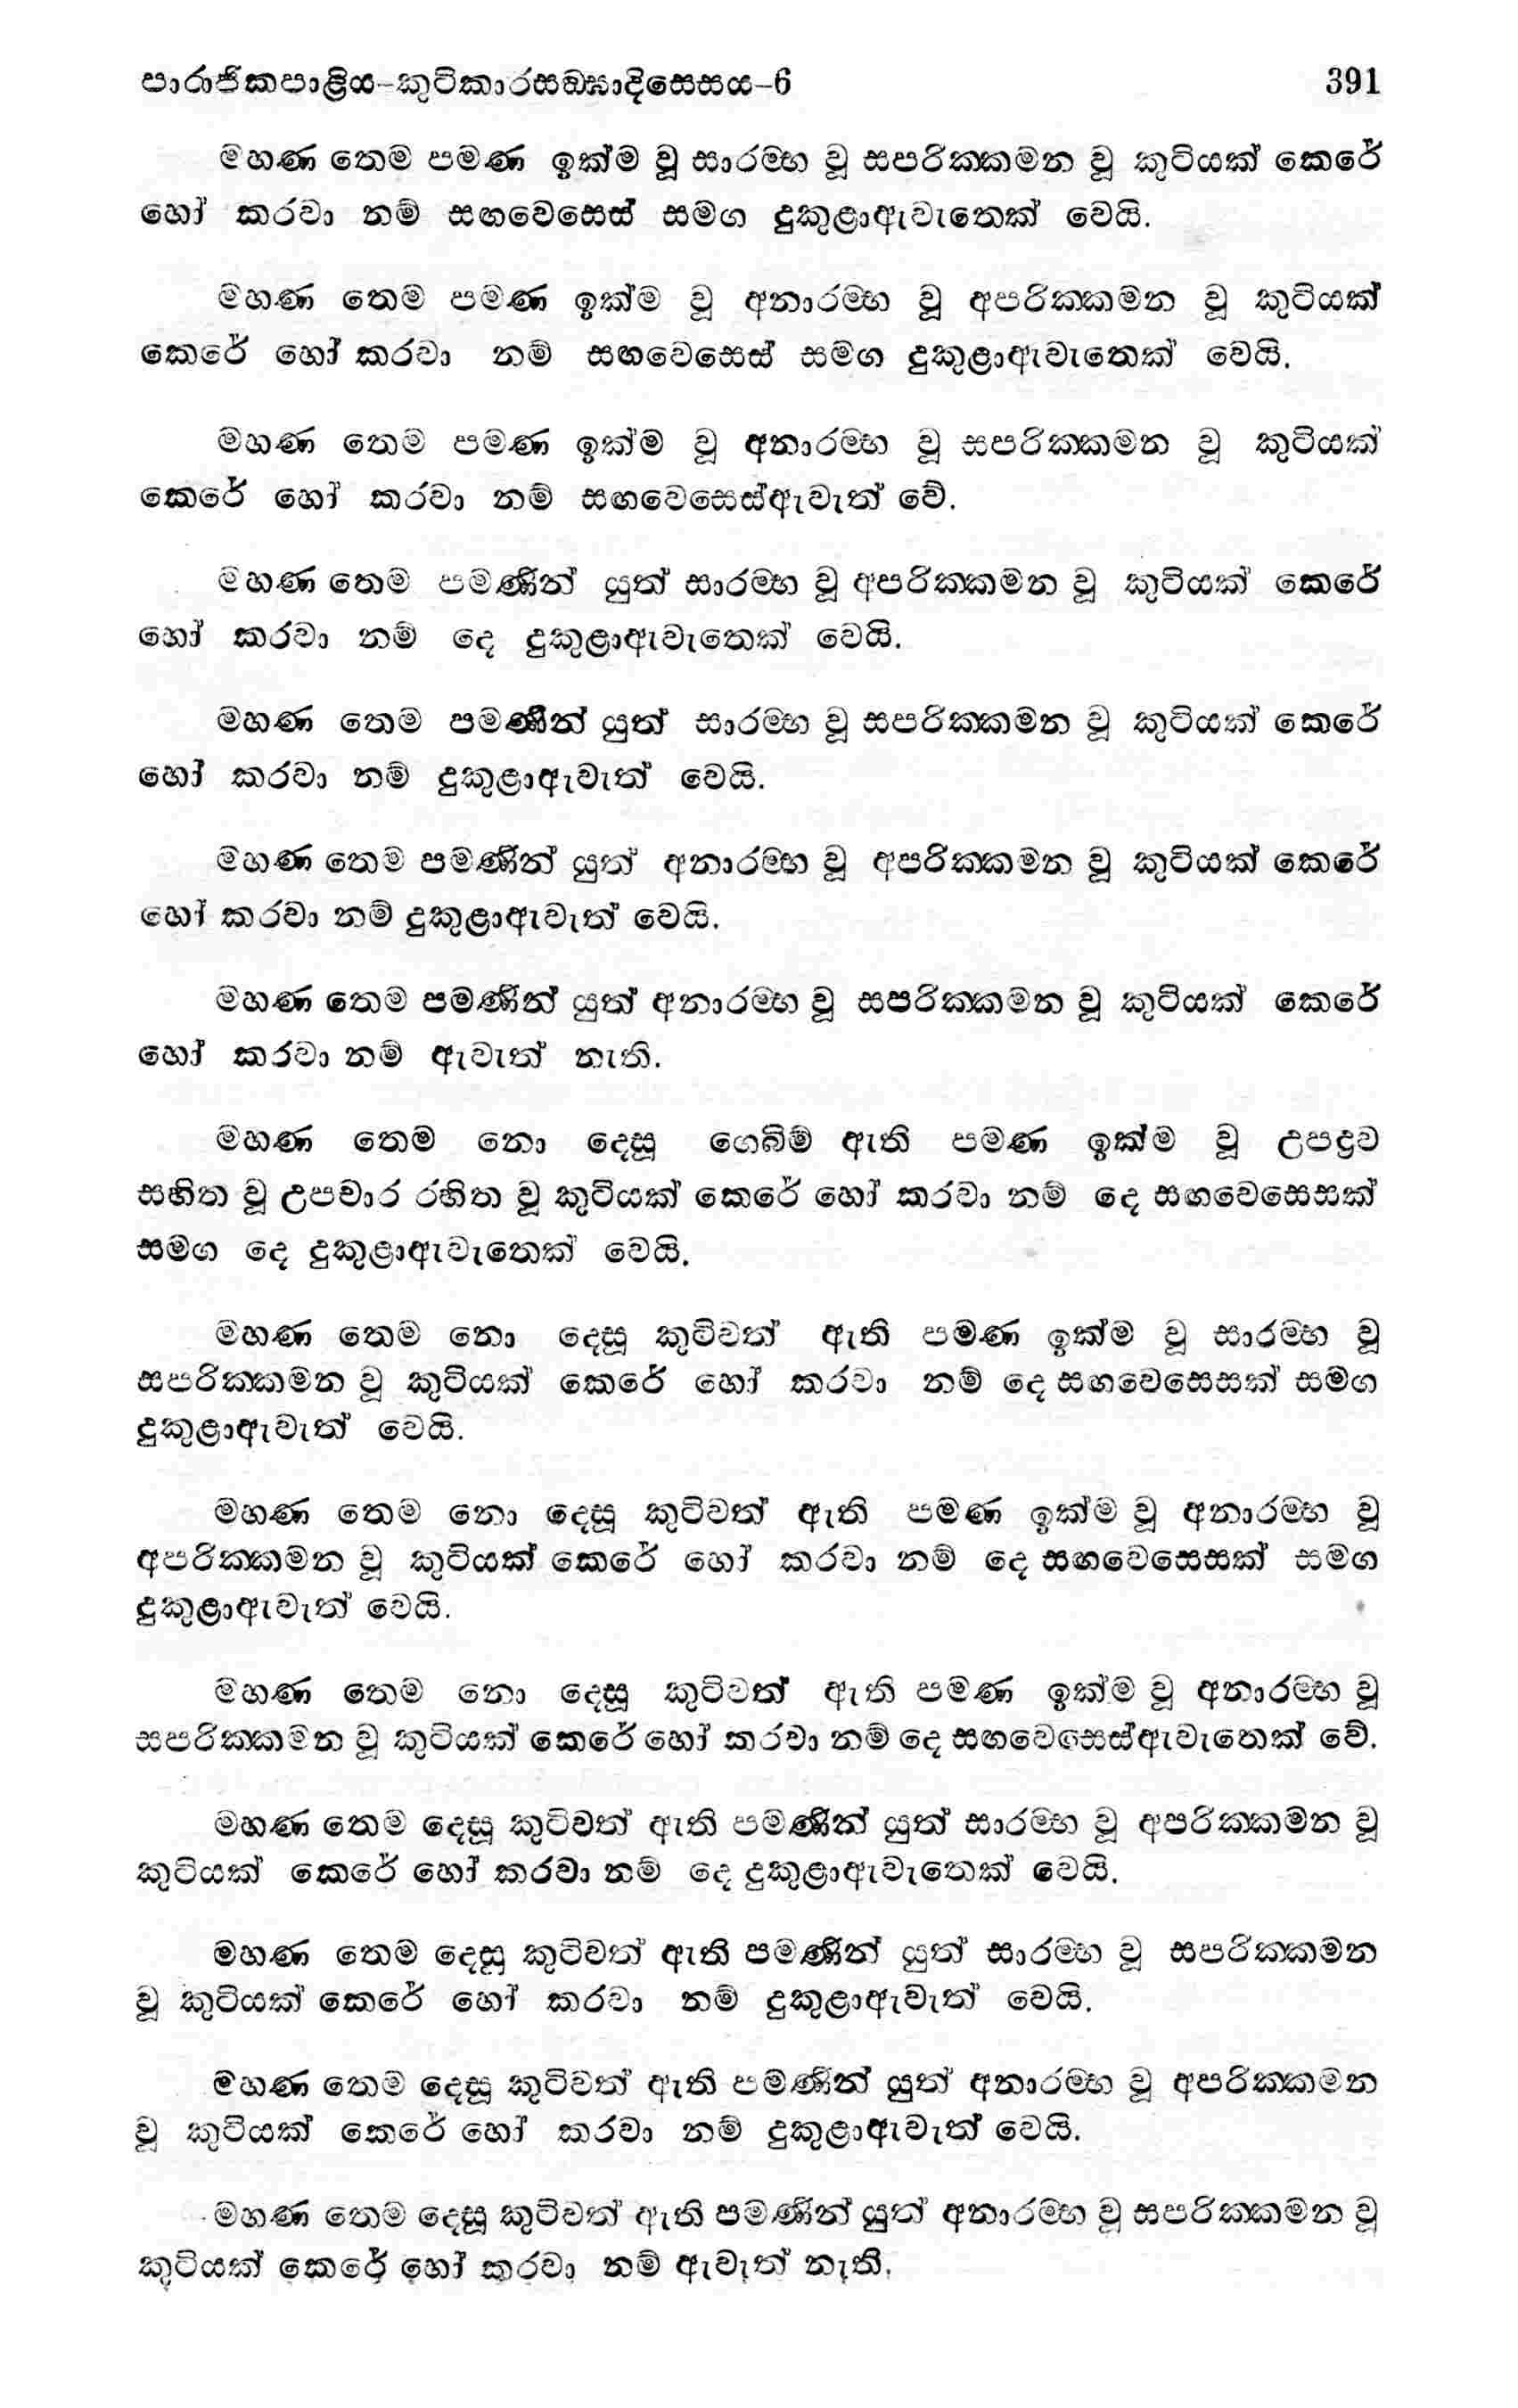 පාරාජිකපාළිය-කුටිකාරසඞ්ඝාදිසෙසය-6 391
මහණ තෙම පමණ ඉක්ම වූ සාරම්භ වූ සපරික්කමන වූ කුටියක් කෙරේ
හෝ කරවා නම් සඟවෙසෙස් සමග දුකුළාඇවැතෙක් වෙයි.
මහණ තෙම පමණ ඉක්ම වූ අනාරම්භ වූ අපරික්කමන වූ කුටියක්
කෙරේ හෝ කරවා නම් සඟවෙසෙස් සමග දුකුළාඇවැතෙක් වෙයි.
මහණ තෙම පමණ ඉක්ම වූ අනාරම්භ වූ සපරික්කමන වූ කුටියක්
කෙරේ හෝ කරවා නම් සඟවෙසෙස්ඇවැත් වේ.
මහණ තෙම පමණින් යුත් සාරම්භ වූ අපරික්කමන වූ කුටියක් කෙරේ
හෝ කරවා නම් දෙ දුකුළාඇවැතෙක් වෙයි.
මහණ තෙම පමණින් යුත් සාරම්භ වූ සපරික්කමන වූ කුටියක් කෙරේ
හෝ කරවා නම් දුකුළාඇවැත් වෙයි.
මහණ තෙම පමණින් යුත් අනාරම්භ වූ අපරික්කමන වූ කුටියක් කෙරේ
හෝ කරවා නම් දුකුළාඇවැත් වෙයි.
මහණ තෙම පමණින් යුත් අනාරම්භ වූ සපරික්කමන වූ කුටියක් කෙරේ
හෝ කරවා නම් ඇවැත් නැති.
මහණ තෙම නො දෙසූ ගෙබිම් ඇති පමණ ඉක්ම වූ උපද්‍රව
සහිත වූ උපචාර රහිත වූ කුටියක් කෙරේ හෝ කරවා නම් දෙ සඟවෙසෙසක්
සමග දෙ දුකුළාඇවැතෙක් වෙයි.
මහණ තෙම නො දෙසූ කුටිවත් ඇති පමණ ඉක්ම වූ සාරම්භ වූ
සපරික්කමන වූ කුටියක් කෙරේ හෝ කරවා නම් දෙ සඟවෙසෙසක් සමග
දුකුළාඇවැත් වෙයි.
මහණ තෙම නො දෙසූ කුටිවත් ඇති පමණ ඉක්ම වූ අනාරම්භ වූ
අපරික්කමන වූ කුටියක් කෙරේ හෝ කරවා නම් දෙ සඟවෙසෙසක් සමග
දුකුළාඇවැත් වෙයි.
මහණ තෙම නො දෙසූ කුටිවත් ඇති පමණ ඉක්ම වූ අනාරම්භ වූ
සපරික්කමන වූ කුටියක් කෙරේ හෝ කරවා නම් දෙ සඟවෙසෙස්ඇවැතෙක් වේ.
මහණ තෙම දෙසූ කුටිවත් ඇති පමණින් යුත් සාරම්භ වූ අපරික්කමන වූ
කුටියක් කෙරේ හෝ කරවා නම් දෙ දුකුළාඇවැතෙක් වෙයි.
මහණ තෙම දෙසූ කුටිවත් ඇති පමණින් යුත් සාරම්භ වූ සපරික්කමන
වූ කුටියක් කෙරේ හෝ කරවා නම් දුකුළාඇවැත් වෙයි.
මහණ තෙම දෙසූ කුටිවත් ඇති පමණින් යුත් අනාරම්භ වූ අපරික්කමන
වූ කුටියක් කෙරේ හෝ කරවා නම් දුකුළාඇවැත් වෙයි.
මහණ තෙම දෙසූ කුටිවත් ඇති පමණින් යුත් අනාරම්භ වූ සපරික්කමන වූ
කුටියක් කෙරේ හෝ කරවා නම් ඇවැත් නැති.